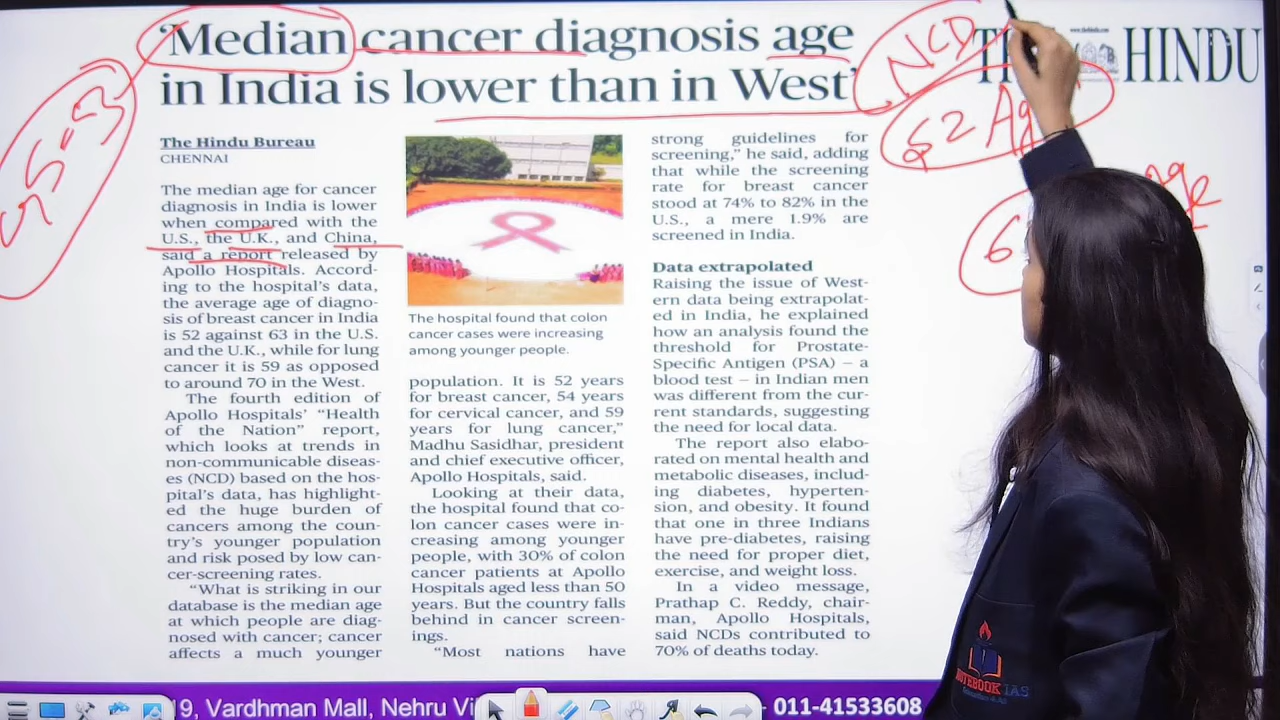 'Median cancer diagnosis age
in India is lower than in West'
THE HINDU
NCD
52 Age
The Hindu Bureau
CHENNAI
The median age for cancer
diagnosis in India is lower
when compared with the
U.S., the U.K., and China,
said a report released by
Apollo Hospitals. Accord-
ing to the hospital's data,
the average age of diagno-
sis of breast cancer in India
is 52 against 63 in the U.S.
and the U.K., while for lung
cancer it is 59 as opposed
to around 70 in the West.
The fourth edition of
Apollo Hospitals' "Health
of the Nation" report,
which looks at trends in
non-communicable diseas-
es (NCD) based on the hos-
pital's data, has highlight-
ed the huge burden of
cancers among the coun-
try's younger population
and risk posed by low can-
cer-screening rates.
"What is striking in our
database is the median age
at which people are diag-
nosed with cancer; cancer
affects a much younger
The hospital found that colon
cancer cases were increasing
among younger people.
population. It is 52 years
for breast cancer, 54 years
for cervical cancer, and 59
years for lung cancer,"
Madhu Sasidhar, president
and chief executive officer,
Apollo Hospitals, said.
Looking at their data,
the hospital found that co-
lon cancer cases were in-
creasing among younger
people, with 30% of colon
cancer patients at Apollo
Hospitals aged less than 50
years. But the country falls
behind in cancer screen-
ings.
"Most nations have
strong guidelines for
screening," he said, adding
that while the screening
rate for breast cancer
stood at 74% to 82% in the
U.S., a mere 1.9% are
screened in India.
Data extrapolated
Raising the issue of West-
ern data being extrapolat-
ed in India, he explained
how an analysis found the
threshold for Prostate-
Specific Antigen (PSA) – a
blood test – in Indian men
was different from the cur-
rent standards, suggesting
the need for local data.
The report also elabo-
rated on mental health and
metabolic diseases, includ-
ing diabetes, hyperten-
sion, and obesity. It found
that one in three Indians
have pre-diabetes, raising
the need for proper diet,
exercise, and weight loss.
In a video message,
Prathap C. Reddy, chair-
man, Apollo Hospitals,
said NCDs contributed to
70% of deaths today.
NOTEBOOK IAS
9, Vardhman Mall, Nehru Vi
011-41533608